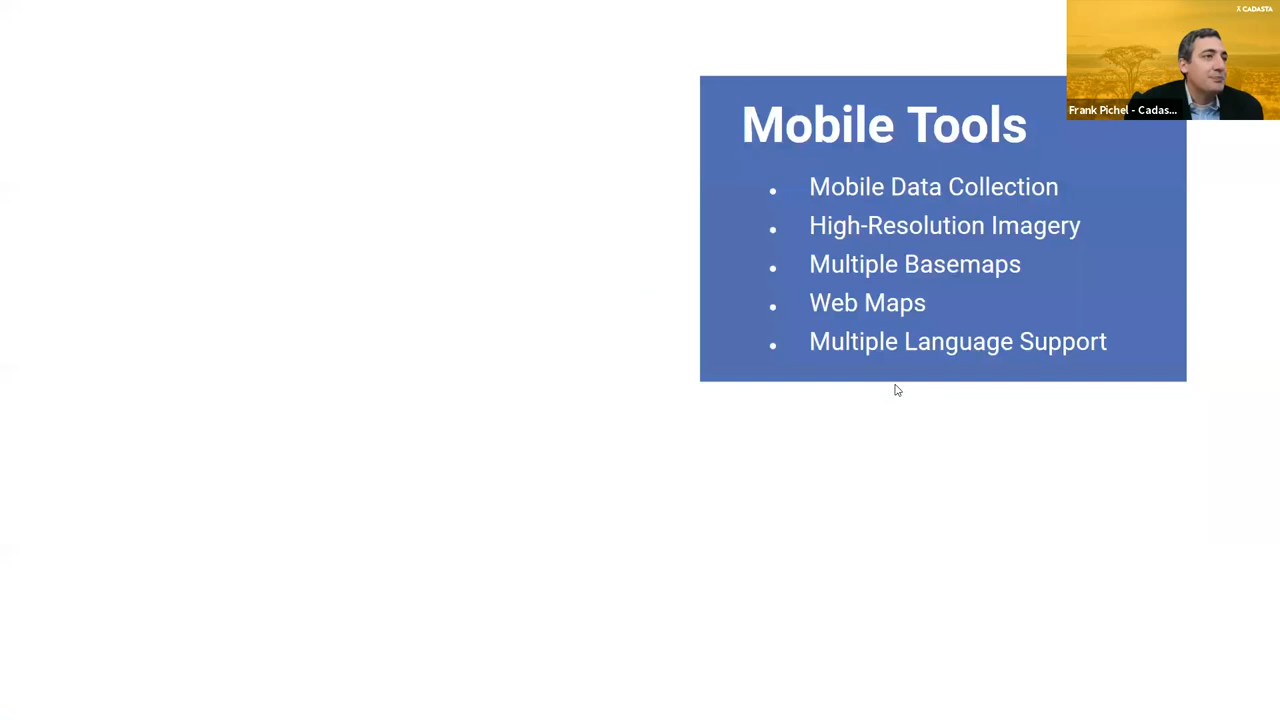 CADASTA
Frank Pichel - Cadas...
Mobile Tools
• Mobile Data Collection
• High-Resolution Imagery
• Multiple Basemaps
• Web Maps
• Multiple Language Support